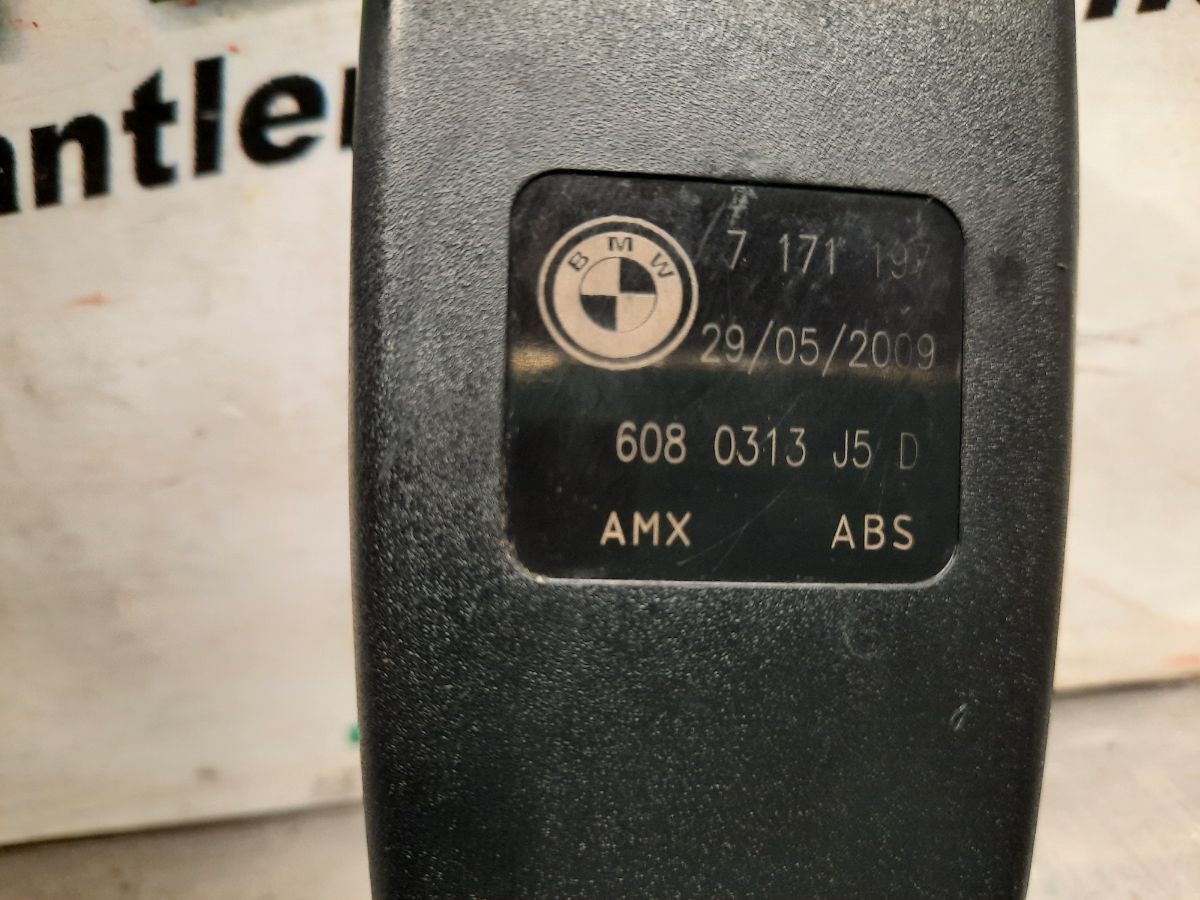 antle
BMW
7 171 197
29/05/2009
608 0313 J5 D
AMX ABS